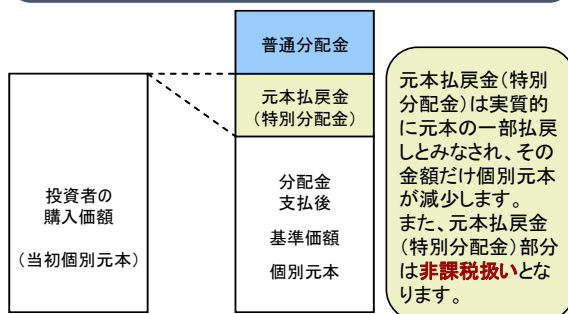 普通分配金
元本払戻金
(特別分配金)
投資者の
購入価額
(当初個別元本)
分配金
支払後
基準価額
個別元本
元本払戻金(特別
分配金)は実質的
に元本の一部払戻
しとみなされ、その
金額だけ個別元本
が減少します。
また、元本払戻金
(特別分配金)部分
は非課税扱いとな
ります。